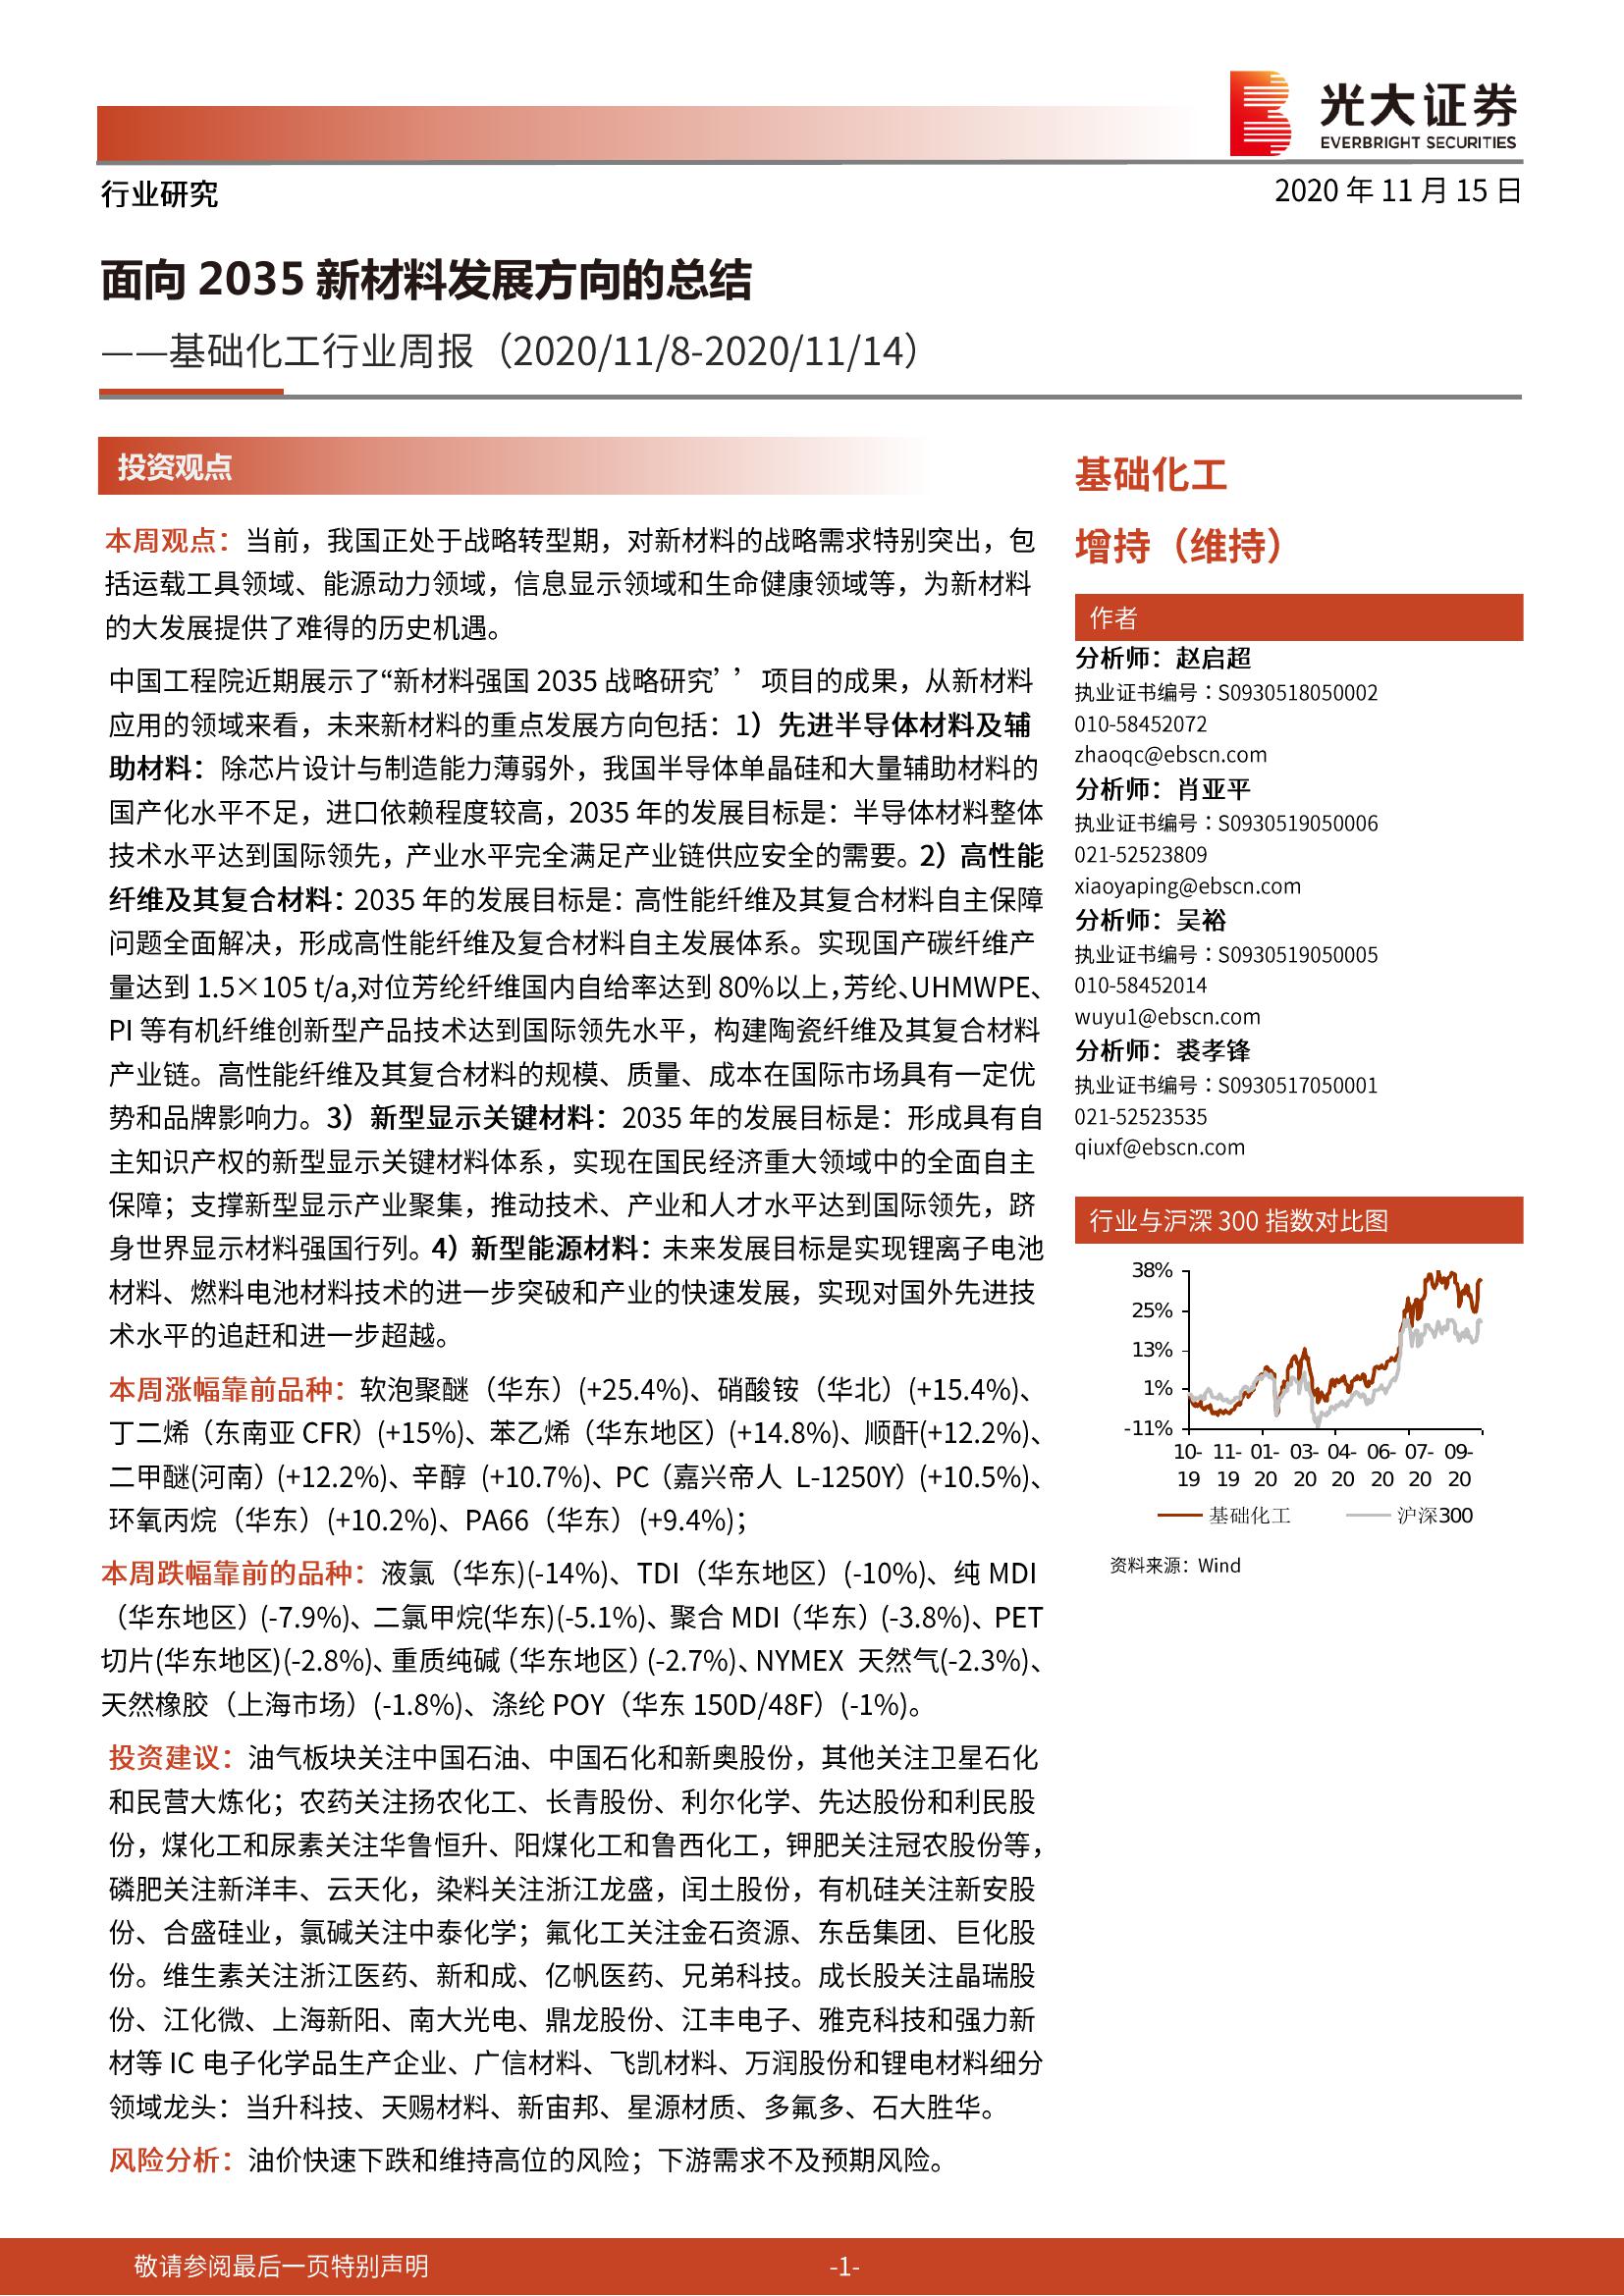 光大证券
EVERBRIGHT SECURITIES
行业研究
2020 年 11 月 15 日
面向 2035 新材料发展方向的总结
——基础化工行业周报（2020/11/8-2020/11/14）
投资观点
本周观点：当前，我国正处于战略转型期，对新材料的战略需求特别突出，包
括运载工具领域、能源动力领域，信息显示领域和生命健康领域等，为新材料
的大发展提供了难得的历史机遇。
中国工程院近期展示了“新材料强国 2035 战略研究’’项目的成果，从新材料
应用的领域来看，未来新材料的重点发展方向包括：1）先进半导体材料及辅
助材料：除芯片设计与制造能力薄弱外，我国半导体单晶硅和大量辅助材料的
国产化水平不足，进口依赖程度较高，2035 年的发展目标是：半导体材料整体
技术水平达到国际领先，产业水平完全满足产业链供应安全的需要。2）高性能
纤维及其复合材料：2035 年的发展目标是：高性能纤维及其复合材料自主保障
问题全面解决，形成高性能纤维及复合材料自主发展体系。实现国产碳纤维产
量达到 1.5×105 t/a,对位芳纶纤维国内自给率达到 80%以上，芳纶、UHMWPE、
PI 等有机纤维创新型产品技术达到国际领先水平，构建陶瓷纤维及其复合材料
产业链。高性能纤维及其复合材料的规模、质量、成本在国际市场具有一定优
势和品牌影响力。3）新型显示关键材料：2035 年的发展目标是：形成具有自
主知识产权的新型显示关键材料体系，实现在国民经济重大领域中的全面自主
保障；支撑新型显示产业聚集，推动技术、产业和人才水平达到国际领先，跻
身世界显示材料强国行列。4）新型能源材料：未来发展目标是实现锂离子电池
材料、燃料电池材料技术的进一步突破和产业的快速发展，实现对国外先进技
术水平的追赶和进一步超越。
本周涨幅靠前品种：软泡聚醚（华东）(+25.4%)、硝酸铵（华北）(+15.4%)、
丁二烯（东南亚 CFR）(+15%)、苯乙烯（华东地区）(+14.8%)、顺酐(+12.2%)、
二甲醚(河南）(+12.2%)、辛醇 (+10.7%)、PC（嘉兴帝人 L-1250Y）(+10.5%)、
环氧丙烷（华东）(+10.2%)、PA66（华东）(+9.4%)；
本周跌幅靠前的品种：液氯（华东)(-14%)、TDI（华东地区）(-10%)、纯 MDI
（华东地区）(-7.9%)、二氯甲烷(华东)(-5.1%)、聚合 MDI（华东）(-3.8%)、PET
切片(华东地区)(-2.8%)、重质纯碱（华东地区）(-2.7%)、NYMEX 天然气(-2.3%)、
天然橡胶（上海市场）(-1.8%)、涤纶 POY（华东 150D/48F）(-1%)。
投资建议：油气板块关注中国石油、中国石化和新奥股份，其他关注卫星石化
和民营大炼化；农药关注扬农化工、长青股份、利尔化学、先达股份和利民股
份，煤化工和尿素关注华鲁恒升、阳煤化工和鲁西化工，钾肥关注冠农股份等，
磷肥关注新洋丰、云天化，染料关注浙江龙盛，闰土股份，有机硅关注新安股
份、合盛硅业，氯碱关注中泰化学；氟化工关注金石资源、东岳集团、巨化股
份。维生素关注浙江医药、新和成、亿帆医药、兄弟科技。成长股关注晶瑞股
份、江化微、上海新阳、南大光电、鼎龙股份、江丰电子、雅克科技和强力新
材等 IC 电子化学品生产企业、广信材料、飞凯材料、万润股份和锂电材料细分
领域龙头：当升科技、天赐材料、新宙邦、星源材质、多氟多、石大胜华。
风险分析：油价快速下跌和维持高位的风险；下游需求不及预期风险。
基础化工
增持（维持）
作者
分析师：赵启超
执业证书编号：S0930518050002
010-58452072
zhaoqc@ebscn.com
分析师：肖亚平
执业证书编号：S0930519050006
021-52523809
xiaoyaping@ebscn.com
分析师：吴裕
执业证书编号：S0930519050005
010-58452014
wuyu1@ebscn.com
分析师：裘孝锋
执业证书编号：S0930517050001
021-52523535
qiuxf@ebscn.com
行业与沪深 300 指数对比图
38%
25%
13%
1%
-11%
10- 11- 01- 03- 04- 06- 07- 09-
19 19 20 20 20 20 20 20
基础化工 沪深300
资料来源：Wind
敬请参阅最后一页特别声明
-1-